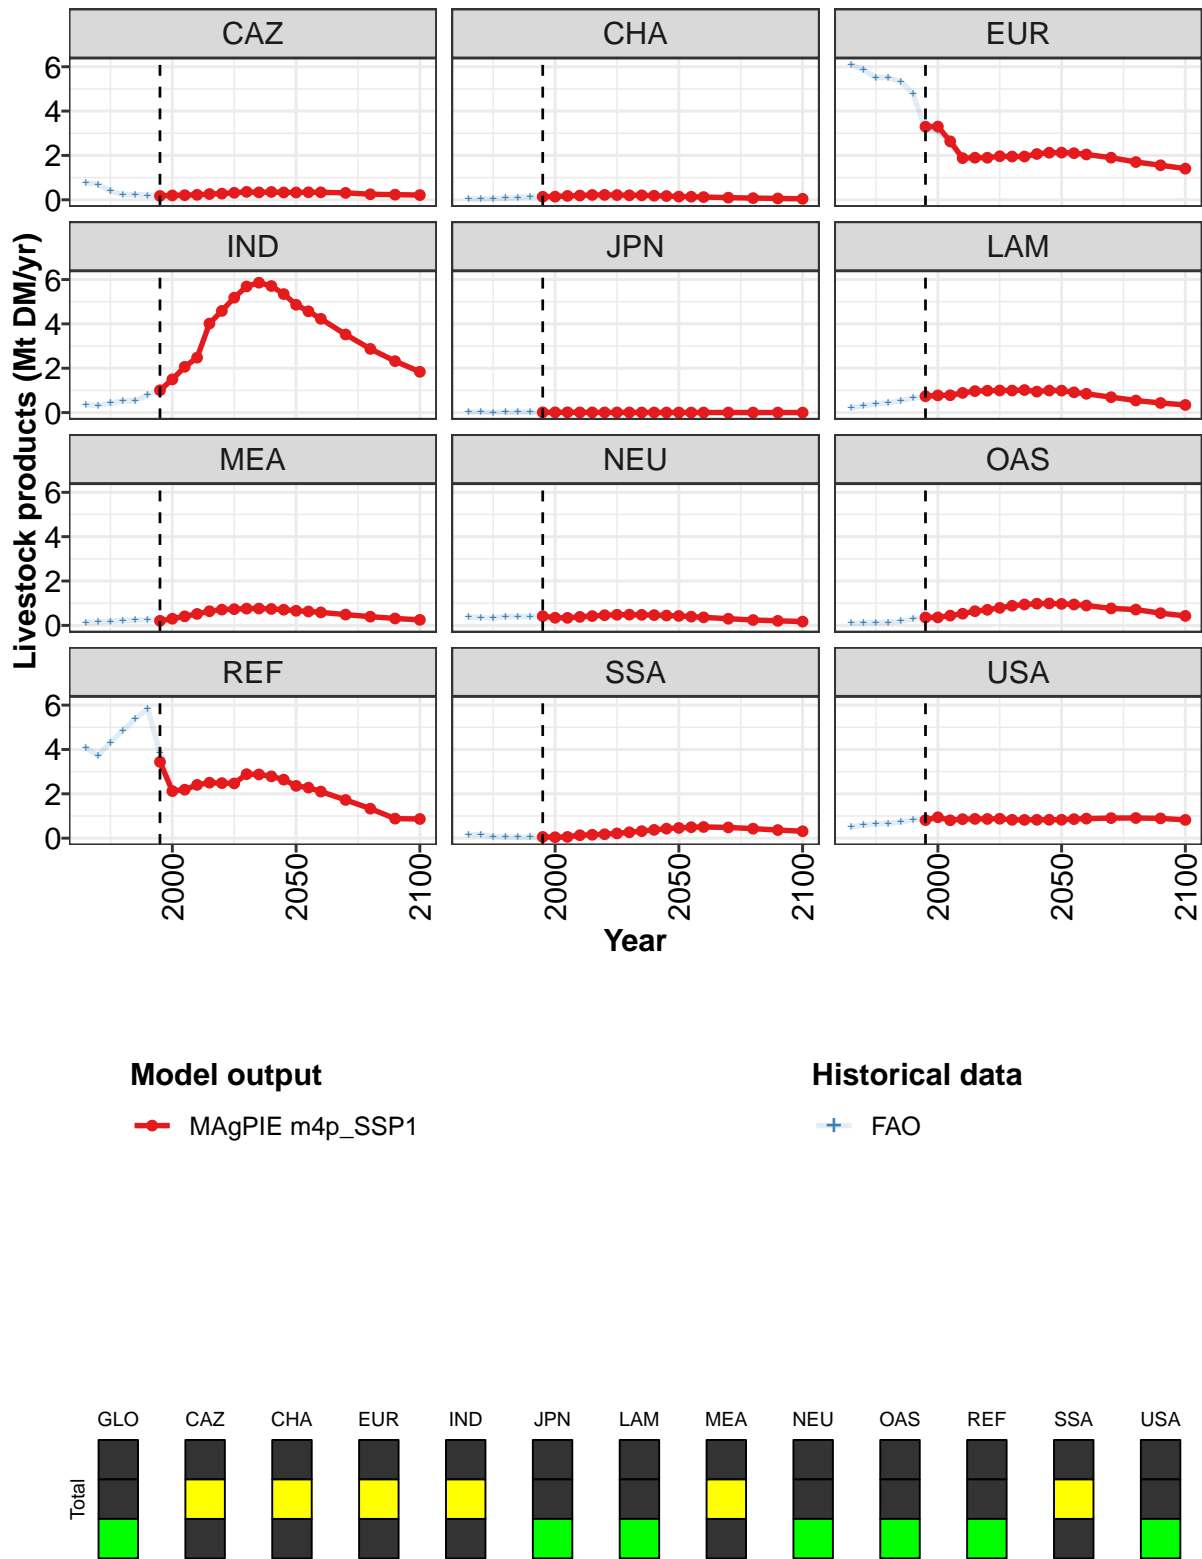 CAZ CHA EUR
6
4
2
0
IND JPN LAM
6
4
2
0
MEA NEU OAS
6
4
2
0
REF SSA USA
6
4
2
0
Livestock products (Mt DM/yr)
2000 2050 2100 2000 2050 2100 2000 2050 2100
Year
Model output Historical data
MAgPIE m4p_SSP1 FAO
GLO CAZ CHA EUR IND JPN LAM MEA NEU OAS REF SSA USA
Total